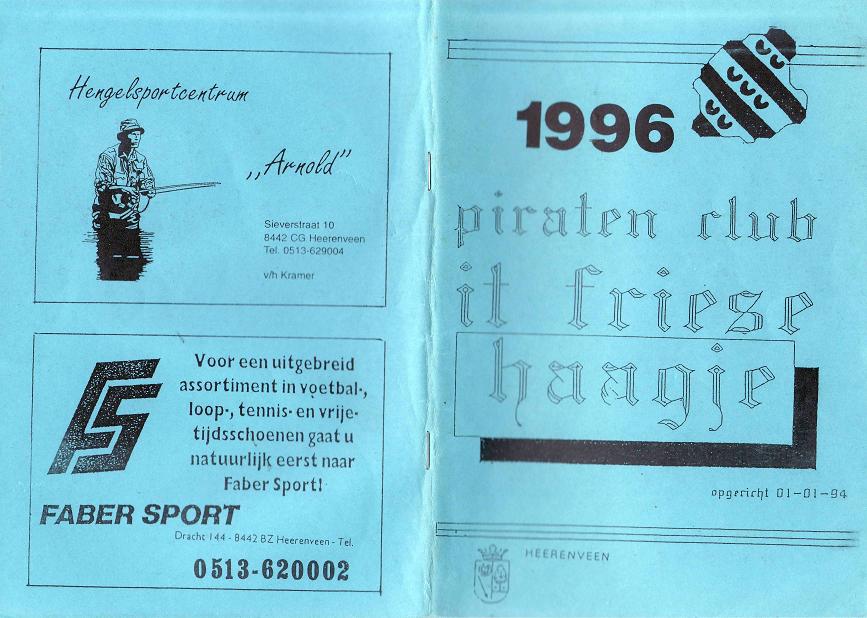 Hengelsportcentrum
,,Arnold"
Sieverstraat 10
8442 CG Heerenveen
Tel. 0513-629004
v/h Kramer
Voor een uitgebreid
assortiment in voetbal-,
loop-, tennis- en vrije-
tijdsschoenen gaat u
natuurlijk eerst naar
Faber Sport!
FABER SPORT
Dracht 144 - 8442 BZ Heerenveen - Tel.
0513-620002
1996
piraten club
it friese
haagje
opgericht 01-01-94
HEERENVEEN